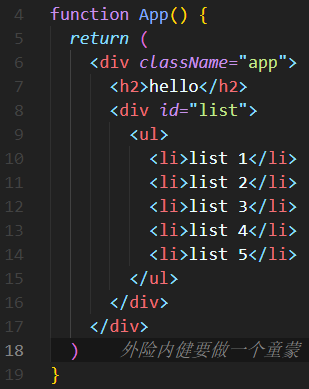 4 function App() {
5 return (
6 <div className="app">
7 <h2>hello</h2>
8 <div id="list">
9 <ul>
10 <li>list 1</li>
11 <li>list 2</li>
12 <li>list 3</li>
13 <li>list 4</li>
14 <li>list 5</li>
15 </ul>
16 </div>
17 </div>
18 ) 外险内健要做一个童蒙
19 }